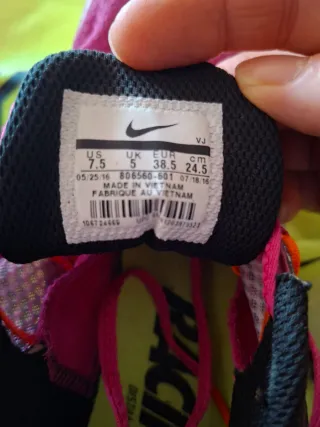 VJ
US UK EUR cm
7.5 5 38.5 24.5
05/25/16 806560-601 07/18/16
MADE IN VIETNAM
FABRIQUE AU VIETNAM
RACIN